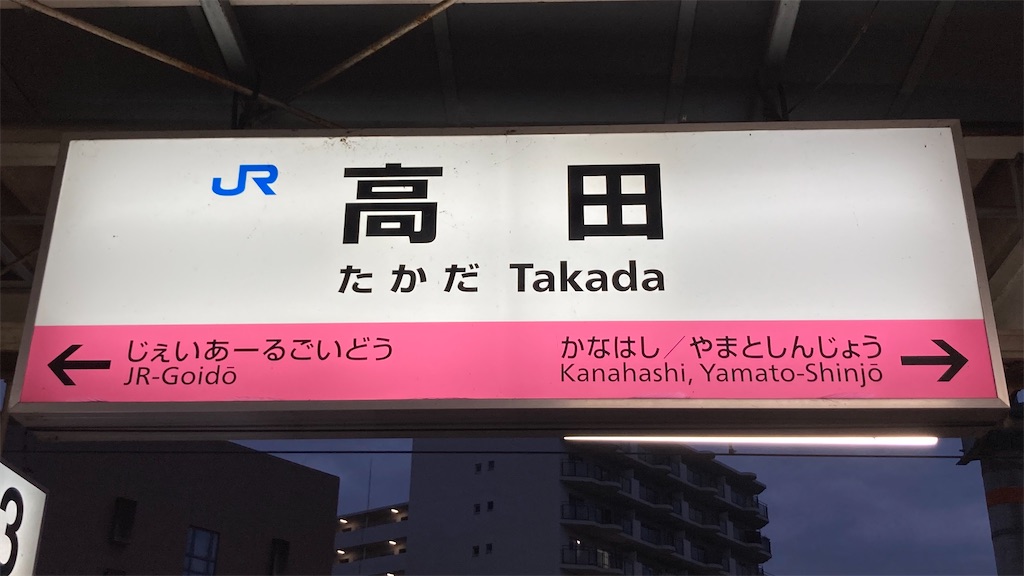 JR 高田
たかだ Takada
← じぇいあーるごいどう
JR-Goidō
かなはし／やまとしんじょう →
Kanahashi, Yamato-Shinjō
3